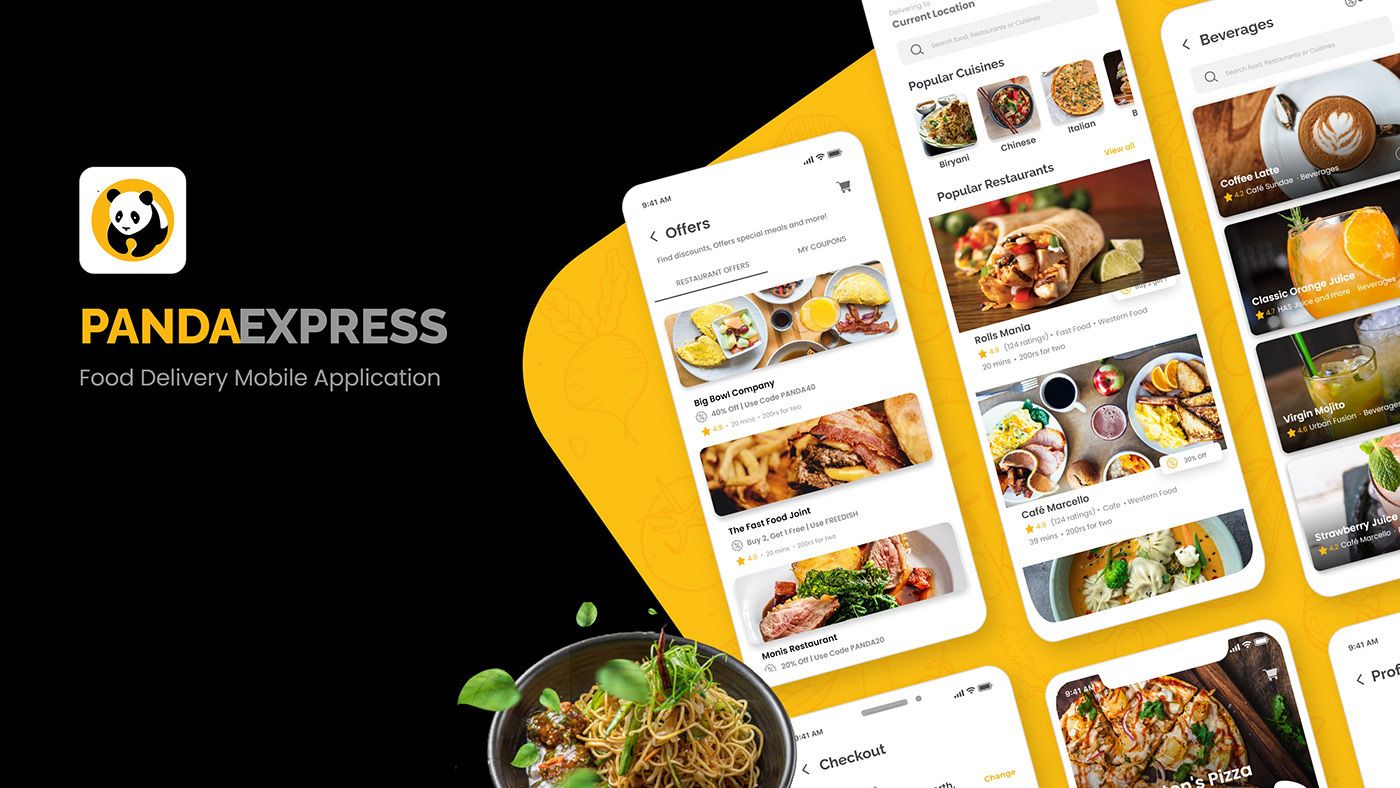 PANDAEXPRESS
Food Delivery Mobile Application
9:41 AM
Offers
Find discounts, Offers special meals and more!
RESTAURANT OFFERS
MY COUPONS
Big Bowl Company
40% Off | Use Code PANDA40
4.9 • 20 mins • 200rs for two
The Fast Food Joint
Buy 2, Get 1 Free | Use FREEDISH
4.9 • 20 mins • 200rs for two
Monis Restaurant
20% Off | Use Code PANDA20
Delivering to
Current Location
Search food, Restaurants or Cuisines
Popular Cuisines
Biryani
Chinese
Italian
B
Popular Restaurants
View all
Rolls Mania
4.9 (124 ratings) • Fast Food • Western Food
20 mins • 200rs for two
30% Off
Café Marcello
4.9 (124 ratings) • Cafe • Western Food
39 mins • 200rs for two
Beverages
Search food, Restaurants or Cuisines
Coffee Latte
4.2 Café Sundae • Beverages
Classic Orange Juice
4.7 HAS Juice and more • Beverages
Virgin Mojito
4.6 Urban Fusion • Beverages
Strawberry Juice
4.2 Café Marcello • Beverages
9:41 AM
Checkout
Change
9:41 AM
on's Pizza
9:41 AM
Prof